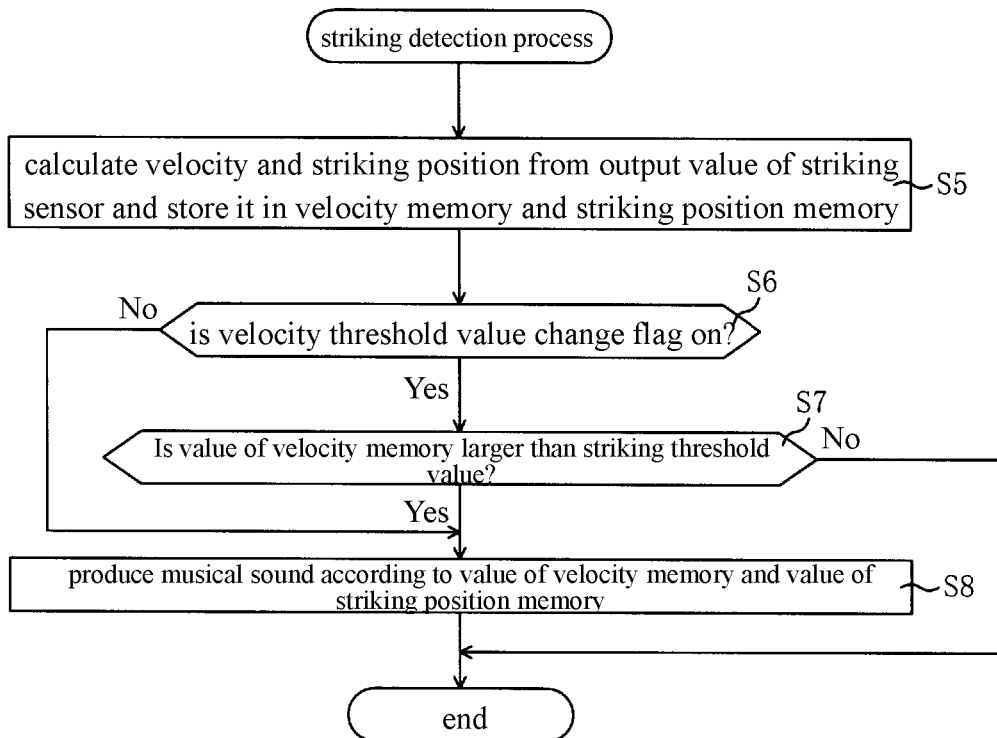 striking detection process
calculate velocity and striking position from output value of striking
sensor and store it in velocity memory and striking position memory
S5
S6
No
is velocity threshold value change flag on?
Yes
S7
Is value of velocity memory larger than striking threshold
value?
No
Yes
produce musical sound according to value of velocity memory and value of
striking position memory
S8
end